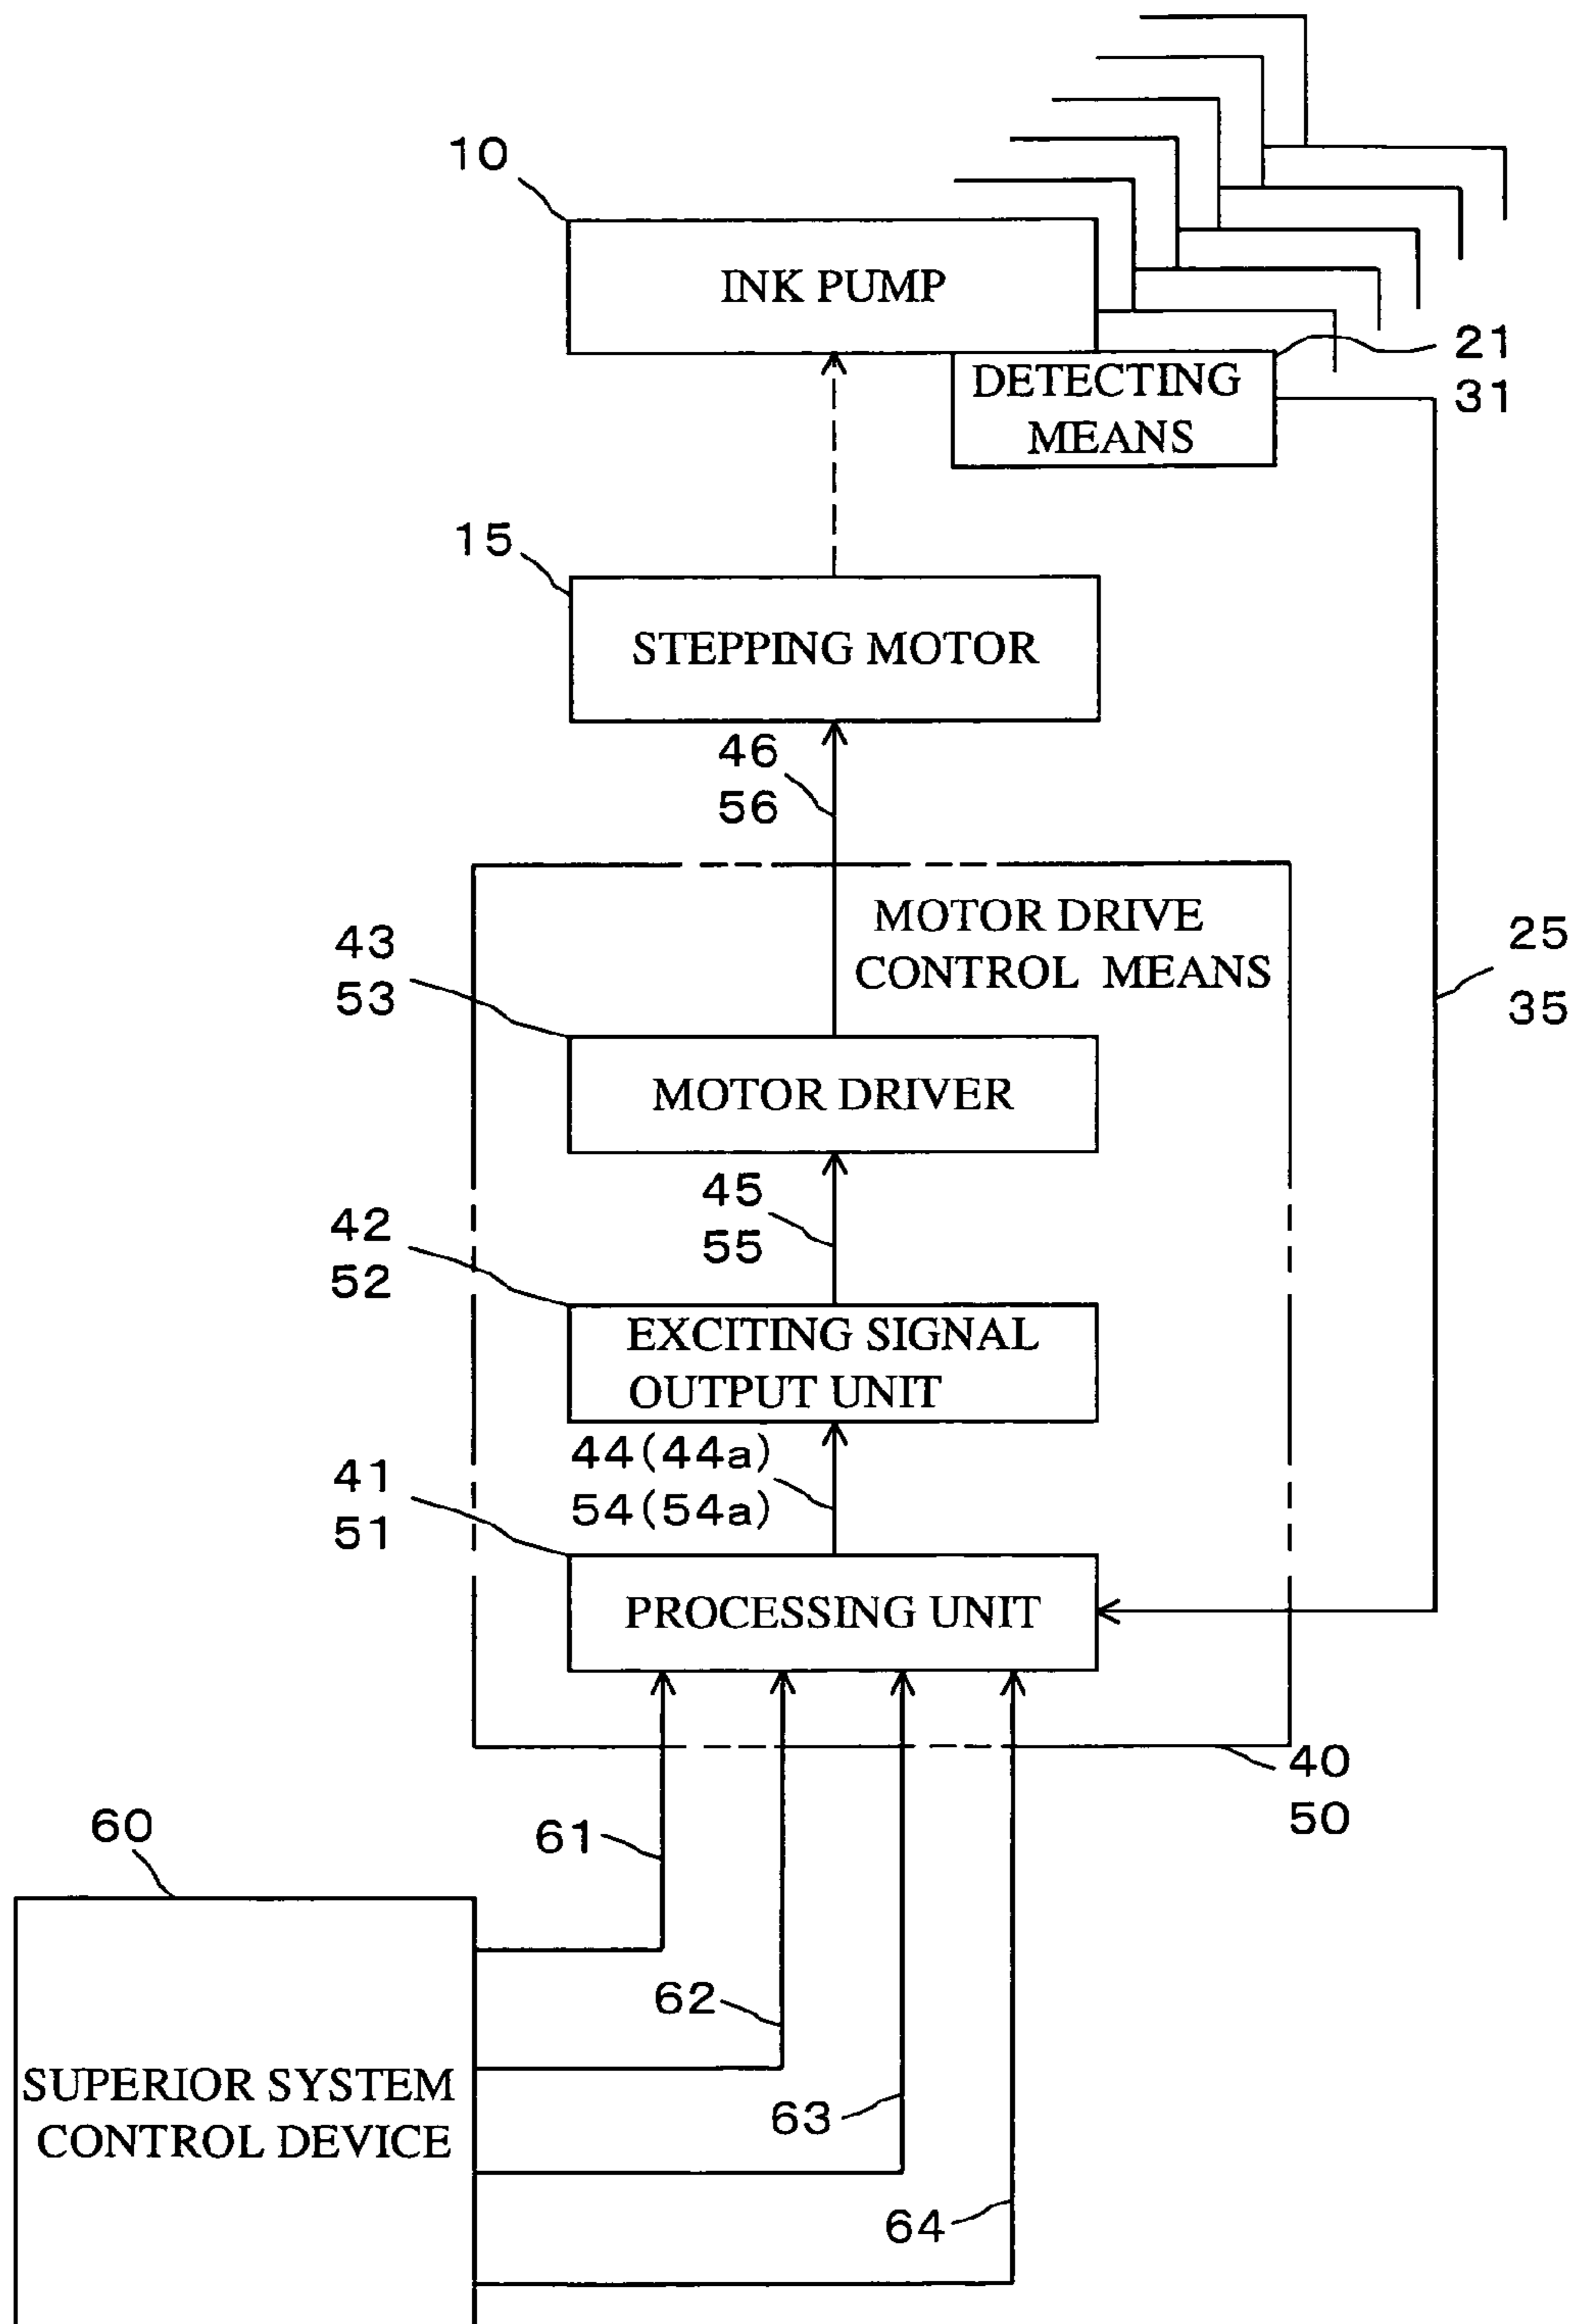 10
INK PUMP
21
31
DETECTING
MEANS
15
STEPPING MOTOR
46
56
MOTOR DRIVE
CONTROL MEANS
43
53
25
35
MOTOR DRIVER
45
55
42
52
EXCITING SIGNAL
OUTPUT UNIT
44(44a)
54(54a)
41
51
PROCESSING UNIT
40
50
60
61
62
SUPERIOR SYSTEM
CONTROL DEVICE
63
64